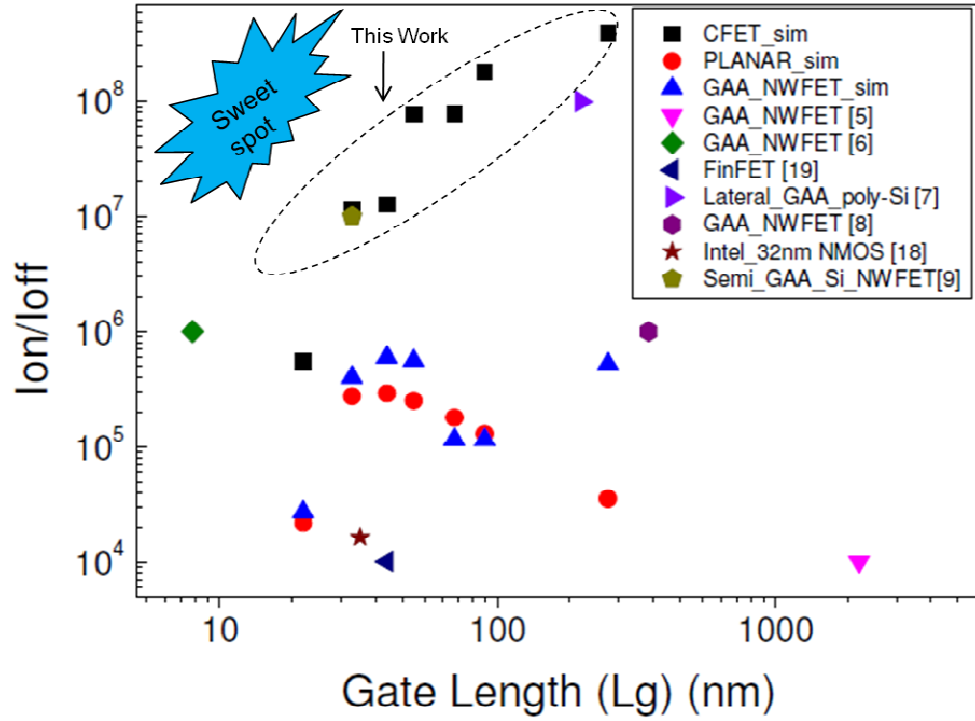 Sweet
spot
This Work
CFET_sim
PLANAR_sim
GAA_NWFET_sim
GAA_NWFET [5]
GAA_NWFET [6]
FinFET [19]
Lateral_GAA_poly-Si [7]
GAA_NWFET [8]
Intel_32nm NMOS [18]
Semi_GAA_Si_NWFET[9]
Ion/Ioff
10^8
10^7
10^6
10^5
10^4
10 100 1000
Gate Length (Lg) (nm)